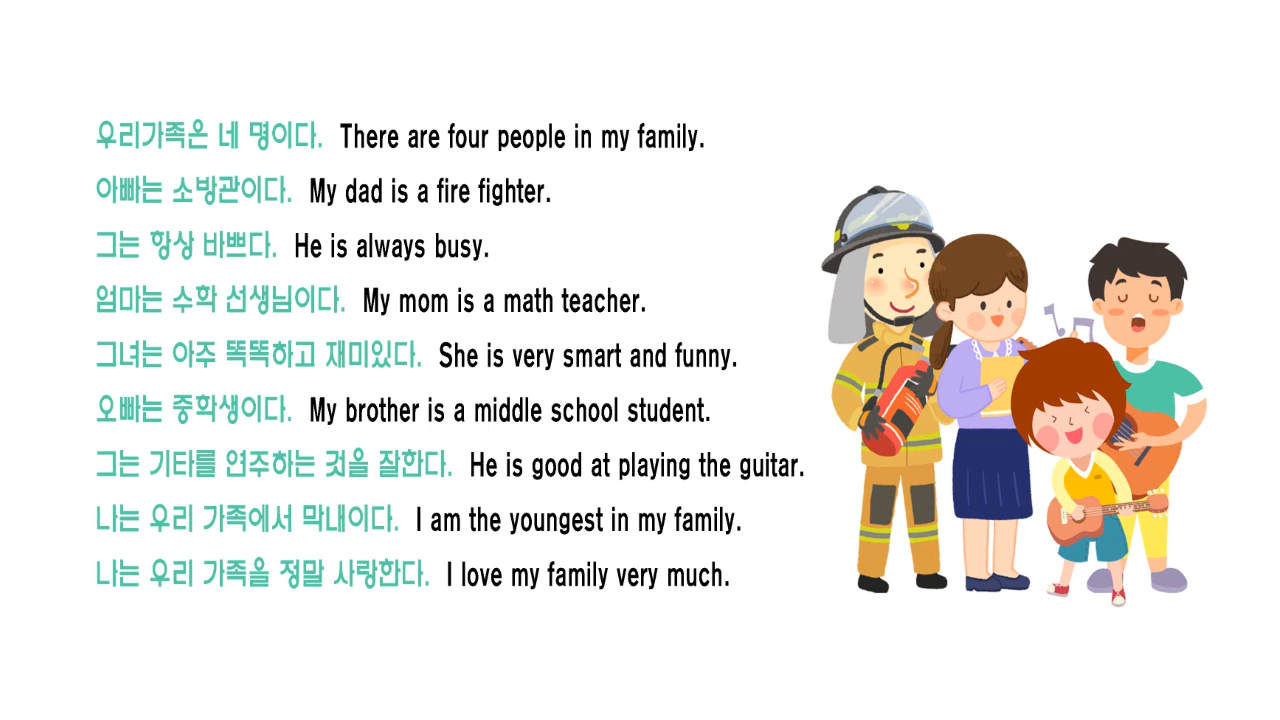 우리가족은 네 명이다. There are four people in my family.
아빠는 소방관이다. My dad is a fire fighter.
그는 항상 바쁘다. He is always busy.
엄마는 수학 선생님이다. My mom is a math teacher.
그녀는 아주 똑똑하고 재미있다. She is very smart and funny.
오빠는 중학생이다. My brother is a middle school student.
그는 기타를 연주하는 것을 잘한다. He is good at playing the guitar.
나는 우리 가족에서 막내이다. I am the youngest in my family.
나는 우리 가족을 정말 사랑한다. I love my family very much.